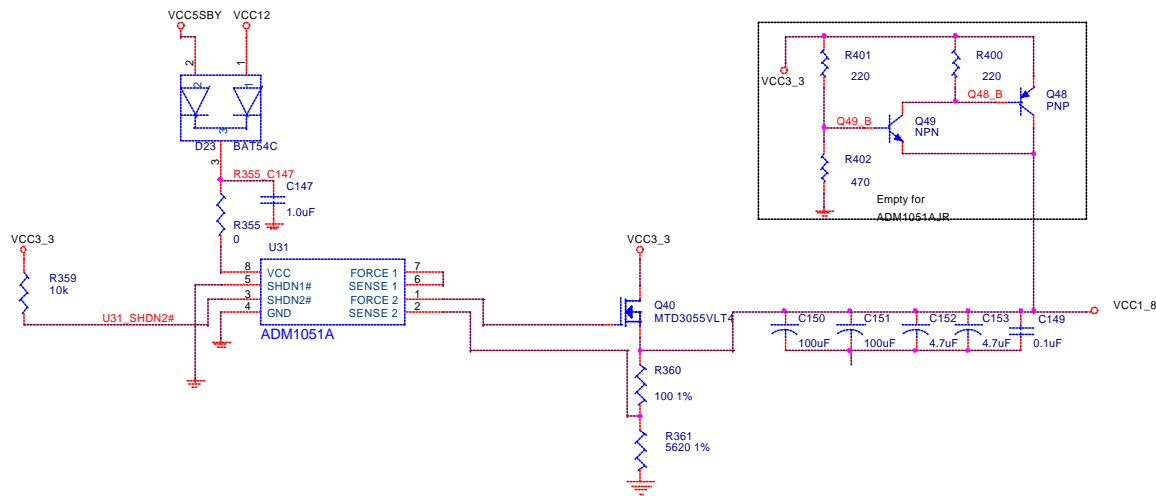 VCC5SBY VCC12
2 1
2 1
3
D23 BAT54C
3
R355_C147
C147
1.0uF
R355
0
VCC3_3
R359
10k
U31_SHDN2#
U31
8 VCC FORCE 1 7
5 SHDN1# SENSE 1 6
3 SHDN2# FORCE 2 1
4 GND SENSE 2 2
ADM1051A
VCC3_3
Q40
MTD3055VLT4
R360
100 1%
R361
5620 1%
VCC3_3
R401
220
R400
220
Q48_B
Q48
PNP
Q49_B
Q49
NPN
R402
470
Empty for
ADM1051AJR
VCC1_8
C150
100uF
C151
100uF
C152
4.7uF
C153
4.7uF
C149
0.1uF